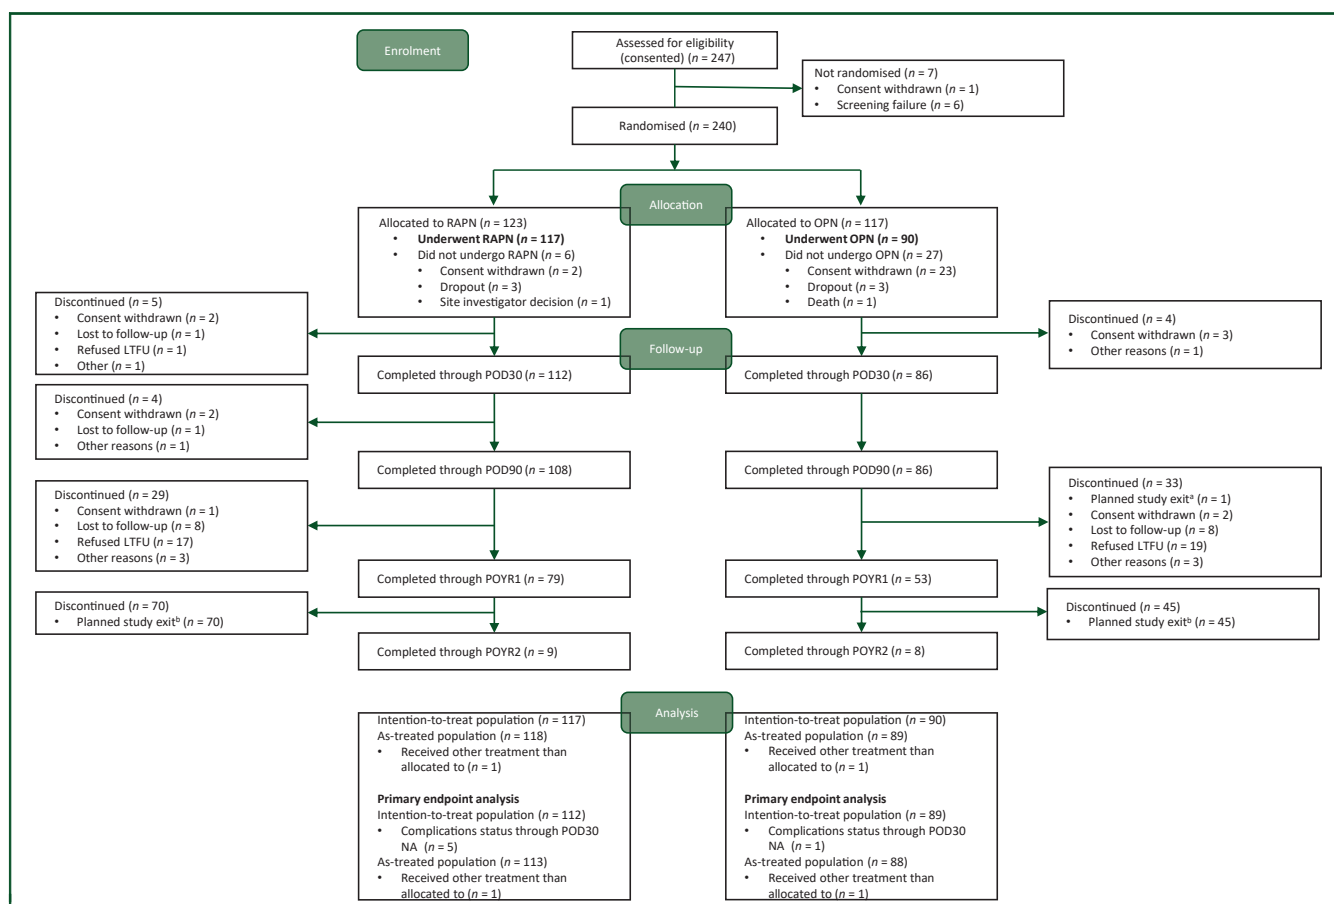 Enrolment
Assessed for eligibility
(consented) (n = 247)
Not randomised (n = 7)
• Consent withdrawn (n = 1)
• Screening failure (n = 6)
Randomised (n = 240)
Allocation
Allocated to RAPN (n = 123)
• Underwent RAPN (n = 117)
• Did not undergo RAPN (n = 6)
• Consent withdrawn (n = 2)
• Dropout (n = 3)
• Site investigator decision (n = 1)
Allocated to OPN (n = 117)
• Underwent OPN (n = 90)
• Did not undergo OPN (n = 27)
• Consent withdrawn (n = 23)
• Dropout (n = 3)
• Death (n = 1)
Discontinued (n = 5)
• Consent withdrawn (n = 2)
• Lost to follow-up (n = 1)
• Refused LTFU (n = 1)
• Other (n = 1)
Discontinued (n = 4)
• Consent withdrawn (n = 3)
• Other reasons (n = 1)
Follow-up
Completed through POD30 (n = 112)
Completed through POD30 (n = 86)
Discontinued (n = 4)
• Consent withdrawn (n = 2)
• Lost to follow-up (n = 1)
• Other reasons (n = 1)
Completed through POD90 (n = 108)
Completed through POD90 (n = 86)
Discontinued (n = 29)
• Consent withdrawn (n = 1)
• Lost to follow-up (n = 8)
• Refused LTFU (n = 17)
• Other reasons (n = 3)
Discontinued (n = 33)
• Planned study exitᵃ (n = 1)
• Consent withdrawn (n = 2)
• Lost to follow-up (n = 8)
• Refused LTFU (n = 19)
• Other reasons (n = 3)
Completed through POYR1 (n = 79)
Completed through POYR1 (n = 53)
Discontinued (n = 70)
• Planned study exitᵇ (n = 70)
Discontinued (n = 45)
• Planned study exitᵇ (n = 45)
Completed through POYR2 (n = 9)
Completed through POYR2 (n = 8)
Analysis
Intention-to-treat population (n = 117)
As-treated population (n = 118)
• Received other treatment than
allocated to (n = 1)
Primary endpoint analysis
Intention-to-treat population (n = 112)
• Complications status through POD30
NA (n = 5)
As-treated population (n = 113)
• Received other treatment than
allocated to (n = 1)
Intention-to-treat population (n = 90)
As-treated population (n = 89)
• Received other treatment than
allocated to (n = 1)
Primary endpoint analysis
Intention-to-treat population (n = 89)
• Complications status through POD30
NA (n = 1)
As-treated population (n = 88)
• Received other treatment than
allocated to (n = 1)